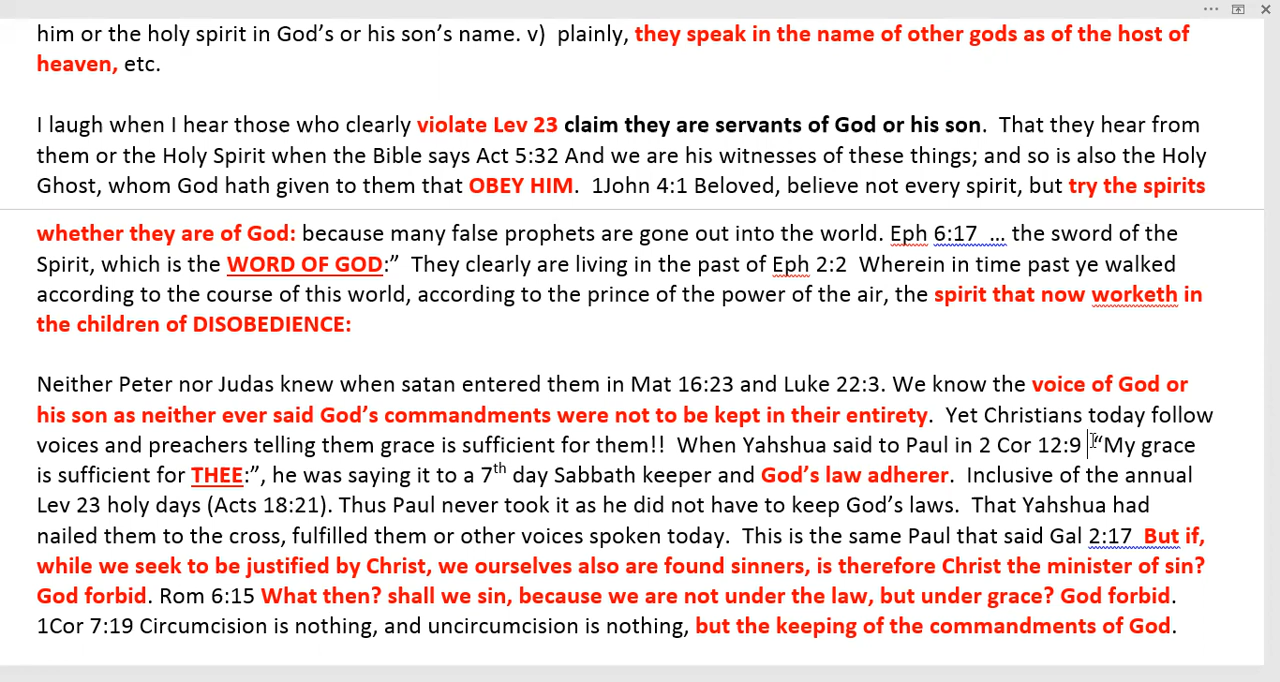 him or the holy spirit in God’s or his son’s name. v)  plainly, they speak in the name of other gods as of the host of
heaven, etc.
I laugh when I hear those who clearly violate Lev 23 claim they are servants of God or his son.  That they hear from
them or the Holy Spirit when the Bible says Act 5:32 And we are his witnesses of these things; and so is also the Holy
Ghost, whom God hath given to them that OBEY HIM.  1John 4:1 Beloved, believe not every spirit, but try the spirits
whether they are of God: because many false prophets are gone out into the world. Eph 6:17  … the sword of the
Spirit, which is the WORD OF GOD:”  They clearly are living in the past of Eph 2:2  Wherein in time past ye walked
according to the course of this world, according to the prince of the power of the air, the spirit that now worketh in
the children of DISOBEDIENCE:
Neither Peter nor Judas knew when satan entered them in Mat 16:23 and Luke 22:3. We know the voice of God or
his son as neither ever said God’s commandments were not to be kept in their entirety.  Yet Christians today follow
voices and preachers telling them grace is sufficient for them!!  When Yahshua said to Paul in 2 Cor 12:9 “My grace
is sufficient for THEE:”, he was saying it to a 7th day Sabbath keeper and God’s law adherer.  Inclusive of the annual
Lev 23 holy days (Acts 18:21). Thus Paul never took it as he did not have to keep God’s laws.  That Yahshua had
nailed them to the cross, fulfilled them or other voices spoken today.  This is the same Paul that said Gal 2:17  But if,
while we seek to be justified by Christ, we ourselves also are found sinners, is therefore Christ the minister of sin?
God forbid. Rom 6:15 What then? shall we sin, because we are not under the law, but under grace? God forbid.
1Cor 7:19 Circumcision is nothing, and uncircumcision is nothing, but the keeping of the commandments of God.